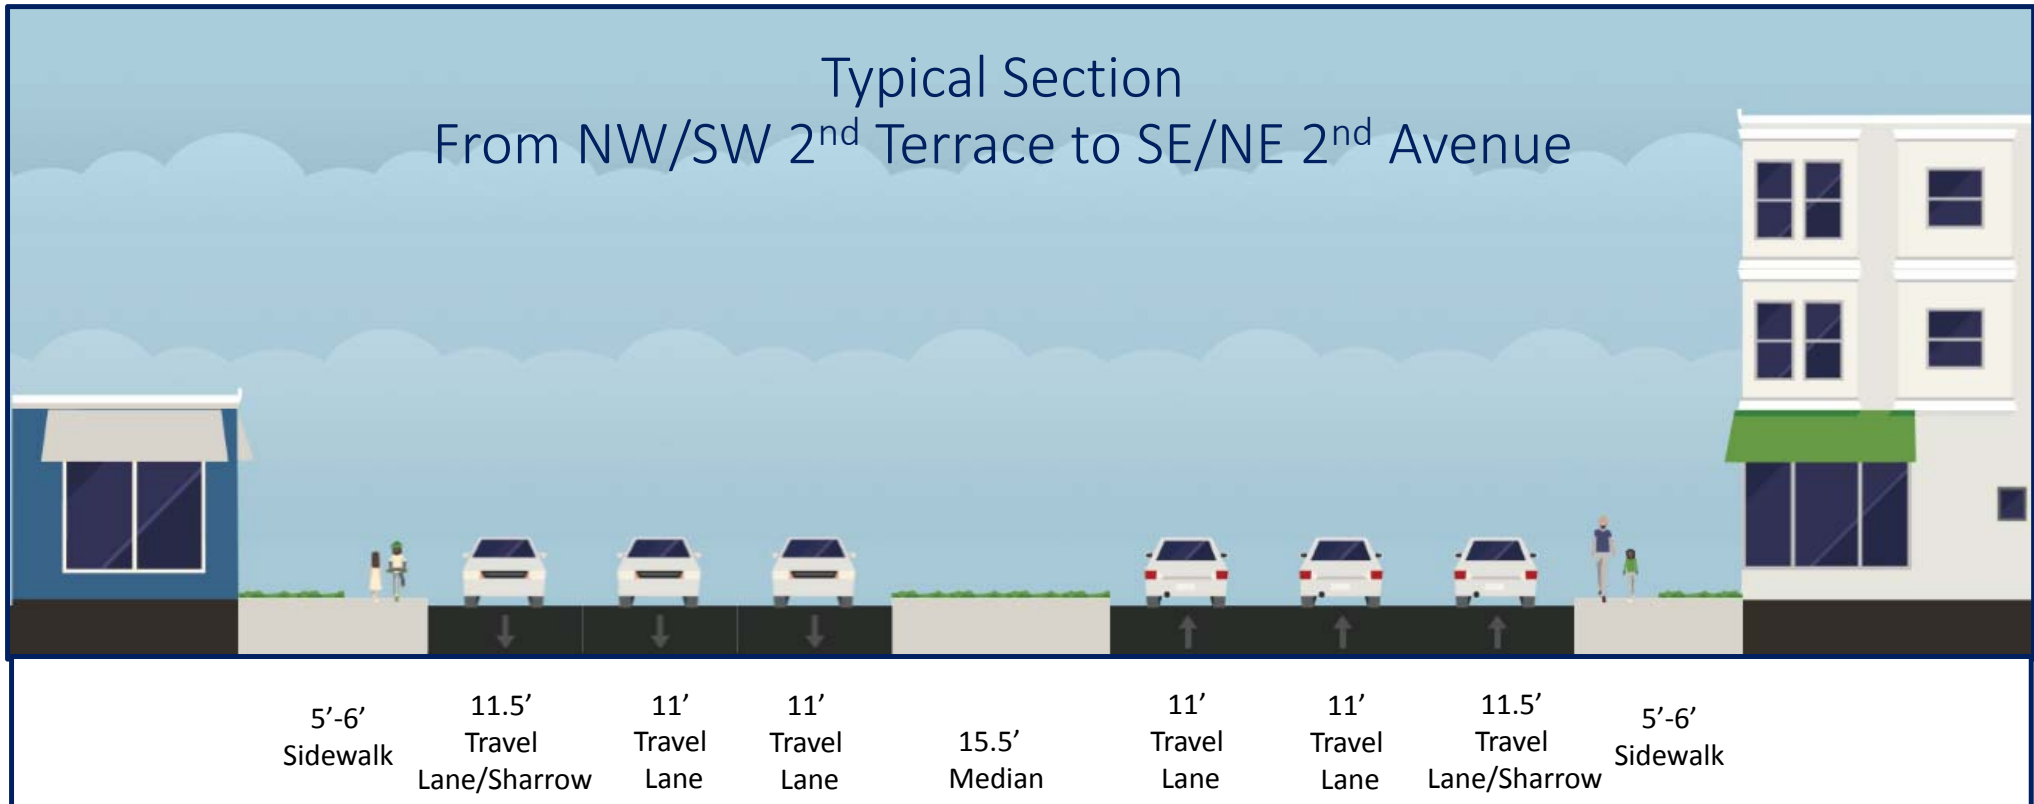 Typical Section
From NW/SW 2nd Terrace to SE/NE 2nd Avenue
5’-6’
Sidewalk
11.5’
Travel
Lane/Sharrow
11’
Travel
Lane
11’
Travel
Lane
15.5’
Median
11’
Travel
Lane
11’
Travel
Lane
11.5’
Travel
Lane/Sharrow
5’-6’
Sidewalk